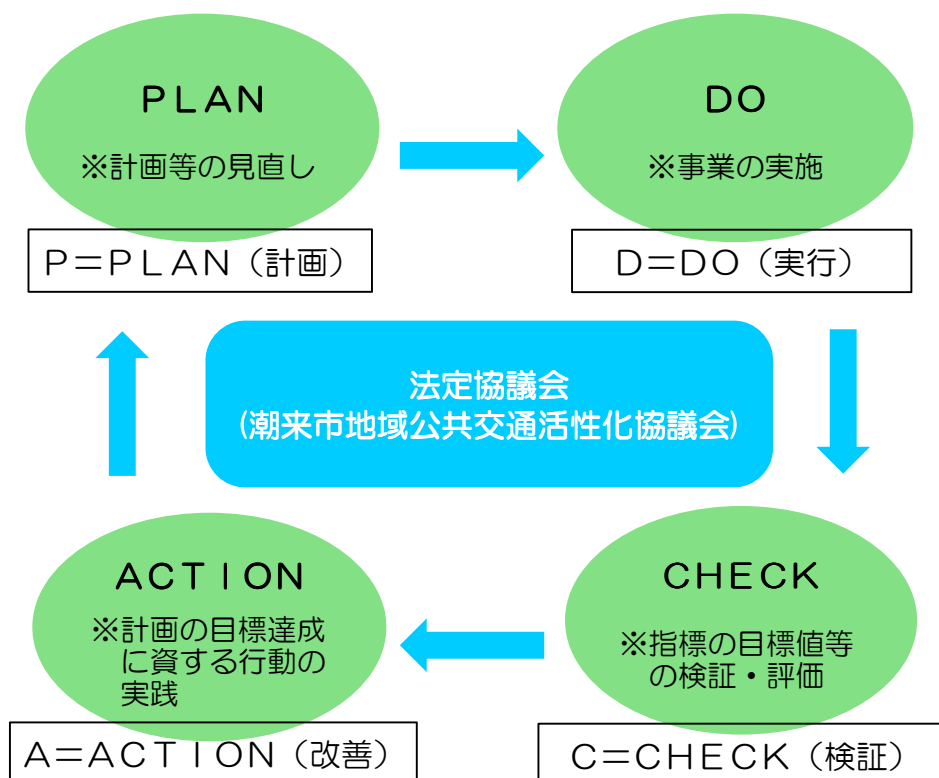 ＰＬＡＮ
※計画等の見直し
Ｐ＝ＰＬＡＮ（計画）
ＤＯ
※事業の実施
Ｄ＝ＤＯ（実行）
法定協議会
(潮来市地域公共交通活性化協議会)
ＡＣＴＩＯＮ
※計画の目標達成
に資する行動の
実践
Ａ＝ＡＣＴＩＯＮ（改善）
ＣＨＥＣＫ
※指標の目標値等
の検証・評価
Ｃ＝ＣＨＥＣＫ（検証）